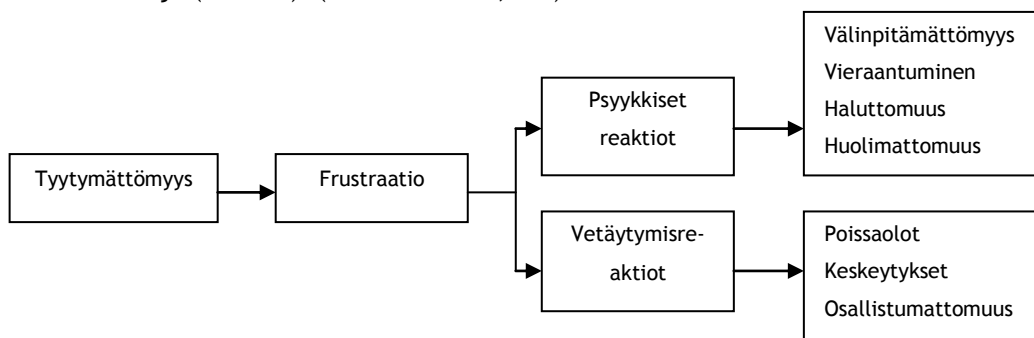 Tyytymättömyys
Frustraatio
Psyykkiset
reaktiot
Välinpitämättömyys
Vieraantuminen
Haluttomuus
Huolimattomuus
Vetäytymisre-
aktiot
Poissaolot
Keskeytykset
Osallistumattomuus